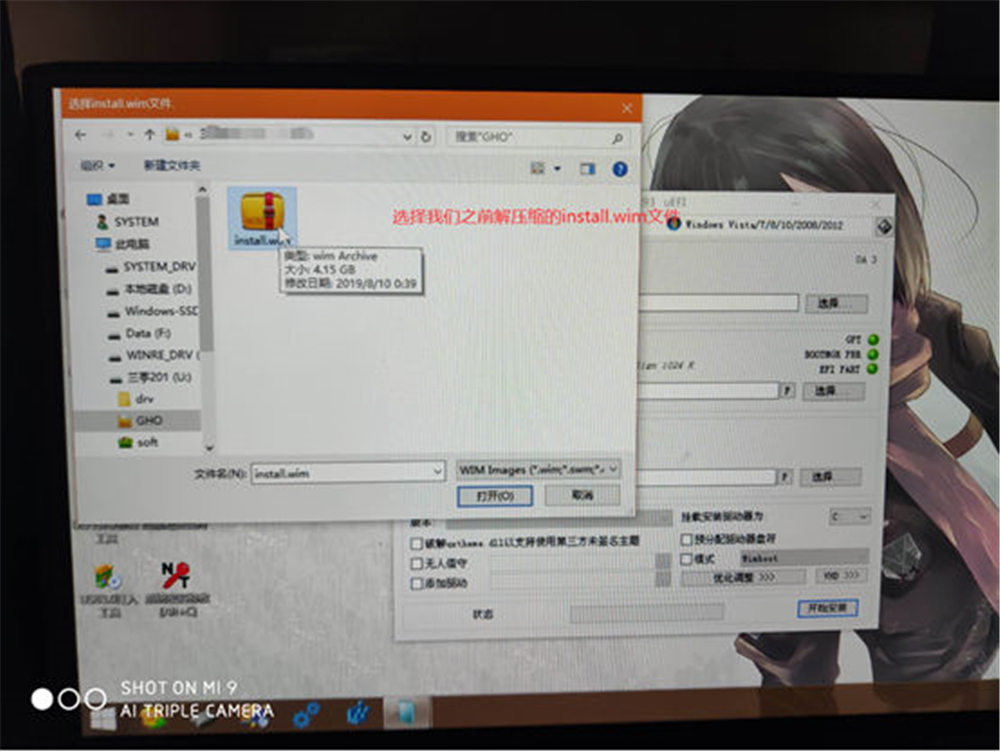 选择install.wim文件
搜索"GHO"
组织
新建文件夹
桌面
SYSTEM
此电脑
SYSTEM_DRV
本地磁盘 (D:)
Windows-SSD
Data (F:)
WINRE_DRV (
三零201 (U:)
drv
GHO
soft
install.wim
选择我们之前解压缩的install.wim文件
类型: wim Archive
大小: 4.15 GB
修改日期: 2019/8/10 0:39
文件名(N):
install.wim
WIM Images (*.wim;*.swm;*.
打开(O)
取消
uEFI
Windows Vista/7/8/10/2008/2012
选择
GPT
BOOTMGR PBR
EFI PART
1024 K
F
选择
F
选择
版本
挂载安装驱动器为
C:
破解uxtheme.dll以支持使用第三方未签名主题
预分配驱动器盘符
无人值守
模式
Wimboot
添加驱动
优化调整 >>>
VHD >>>
状态
开始安装
工具
工具
NT
SHOT ON MI 9
AI TRIPLE CAMERA